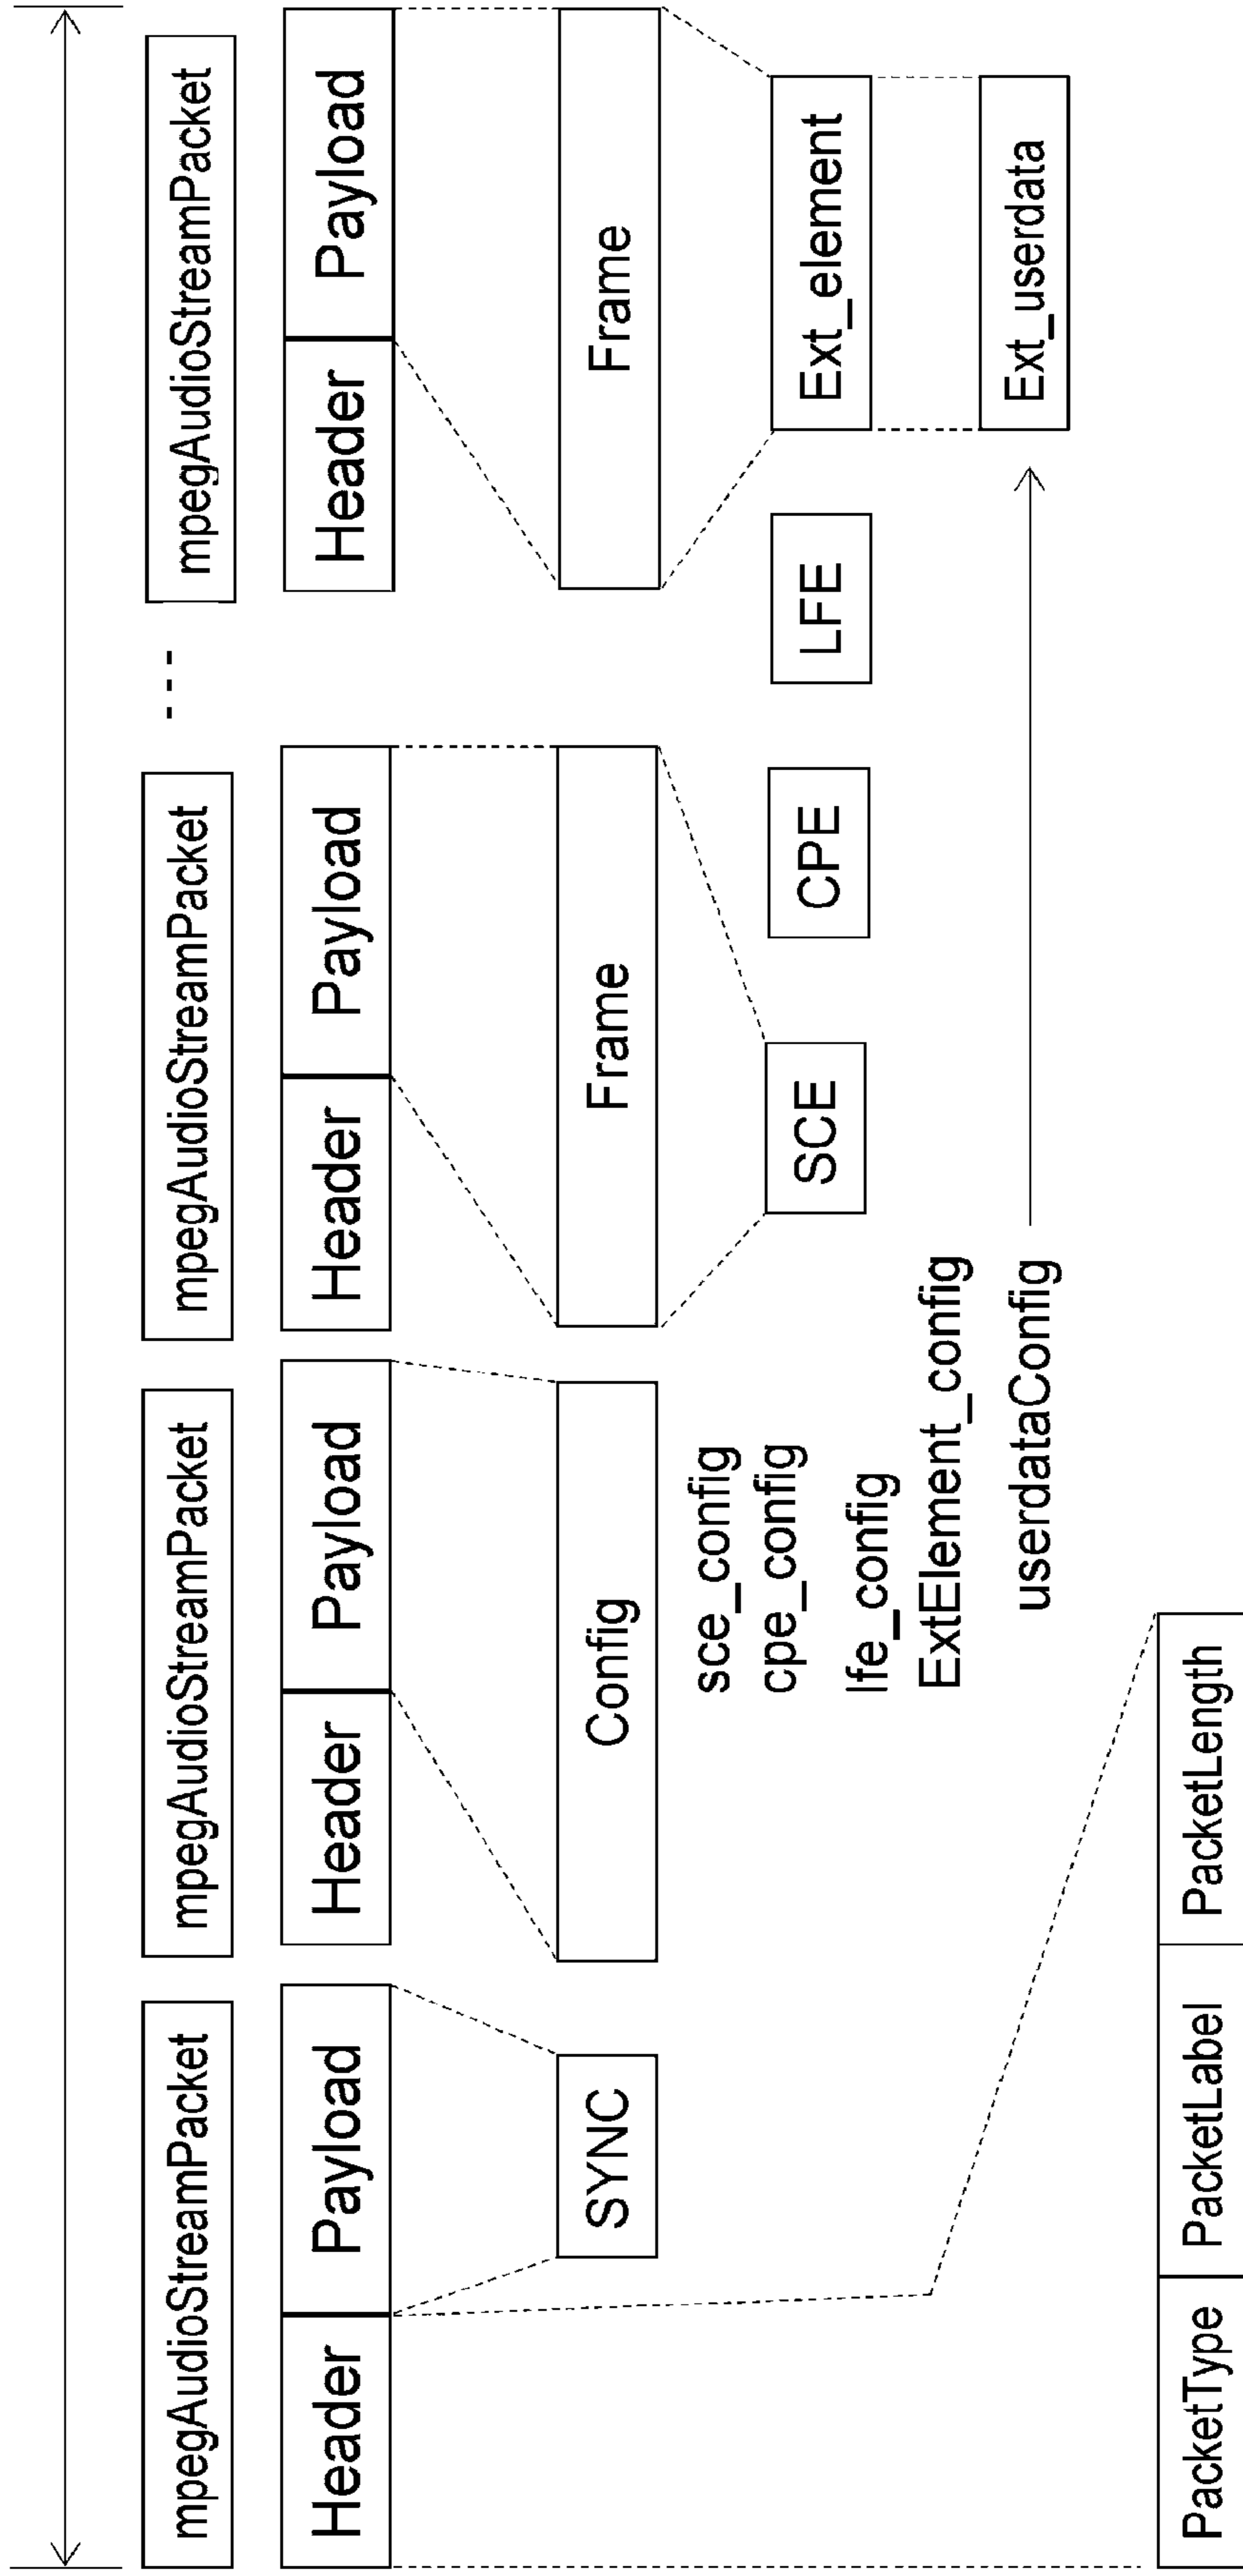 mpegAudioStreamPacket mpegAudioStreamPacket mpegAudioStreamPacket --- mpegAudioStreamPacket
Header Payload Header Payload Header Payload Header Payload
SYNC Config Frame Frame
sce_config
cpe_config
SCE CPE LFE Ext_element
lfe_config
ExtElement_config
userdataConfig Ext_userdata
PacketType PacketLabel PacketLength